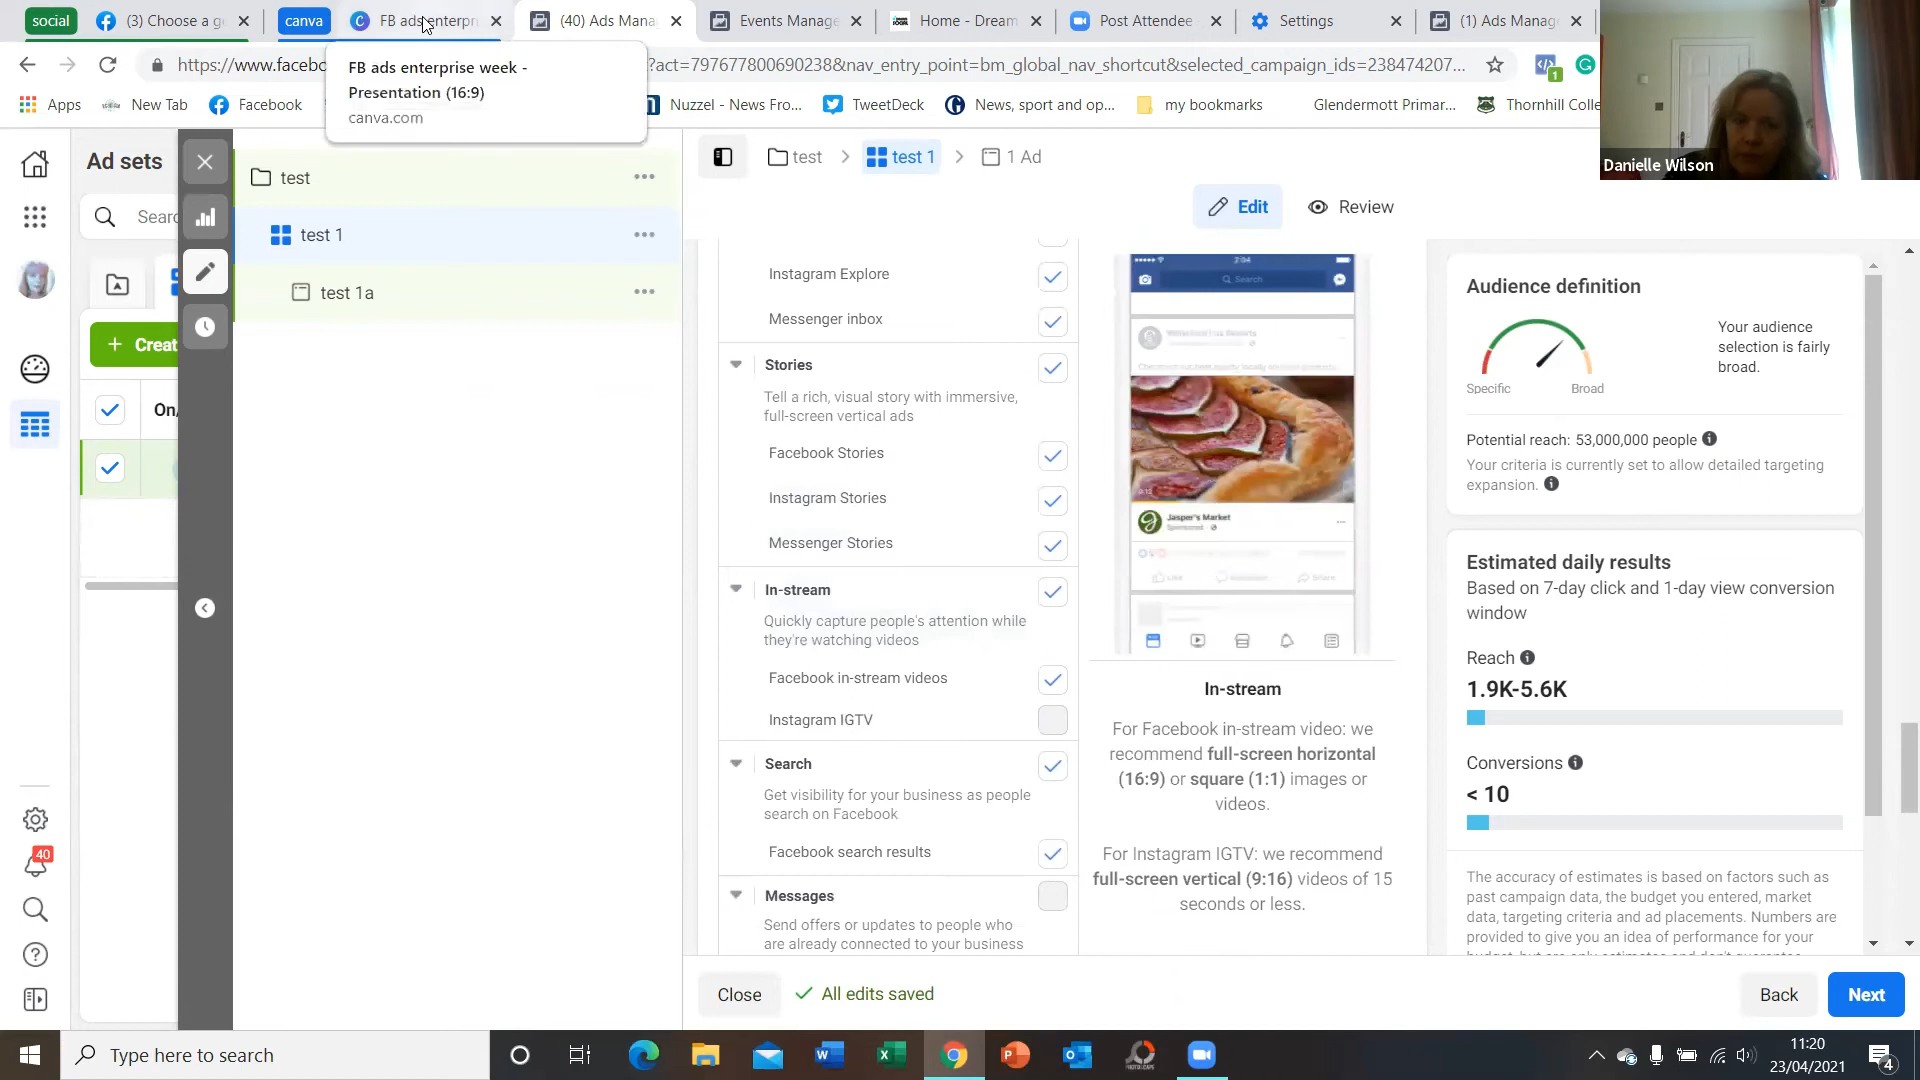 social
(3) Choose a g
canva
FB ads enterpr
(40) Ads Mana
Events Manage
Home - Dream
Post Attendee
Settings
(1) Ads Manag
https://www.facebo
?act=797677800690238&nav_entry_point=bm_global_nav_shortcut&selected_campaign_ids=238474207...
1
FB ads enterprise week -
Presentation (16:9)
canva.com
Apps
New Tab
Facebook
Nuzzel - News Fro...
TweetDeck
News, sport and op...
my bookmarks
Glendermott Primar...
Thornhill Colle
Danielle Wilson
Ad sets
Searc
+ Creat
On/
40
test
test 1
test 1a
test
test 1
1 Ad
Edit
Review
Instagram Explore
Messenger inbox
Stories
Tell a rich, visual story with immersive,
full-screen vertical ads
Facebook Stories
Instagram Stories
Messenger Stories
In-stream
Quickly capture people's attention while
they're watching videos
Facebook in-stream videos
Instagram IGTV
Search
Get visibility for your business as people
search on Facebook
Facebook search results
Messages
Send offers or updates to people who
are already connected to your business
2:04
Search
Jasper's Market
Sponsored
Like
Share
In-stream
For Facebook in-stream video: we
recommend full-screen horizontal
(16:9) or square (1:1) images or
videos.
For Instagram IGTV: we recommend
full-screen vertical (9:16) videos of 15
seconds or less.
Audience definition
Specific
Broad
Your audience
selection is fairly
broad.
Potential reach: 53,000,000 people
Your criteria is currently set to allow detailed targeting
expansion.
Estimated daily results
Based on 7-day click and 1-day view conversion
window
Reach
1.9K-5.6K
Conversions
< 10
The accuracy of estimates is based on factors such as
past campaign data, the budget you entered, market
data, targeting criteria and ad placements. Numbers are
provided to give you an idea of performance for your
Close
All edits saved
Back
Next
Type here to search
11:20
23/04/2021
4